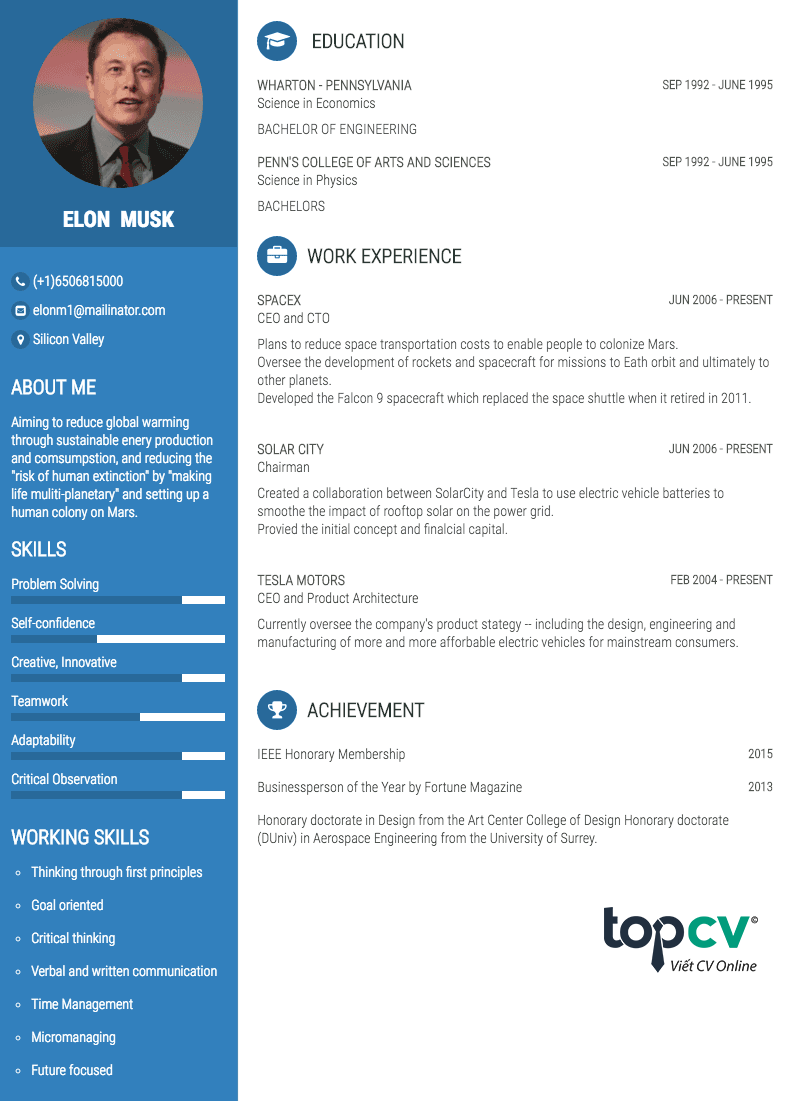 ELON MUSK
(+1)6506815000
elonm1@mailinator.com
Silicon Valley
ABOUT ME
Aiming to reduce global warming
through sustainable enery production
and comsumpstion, and reducing the
"risk of human extinction" by "making
life muliti-planetary" and setting up a
human colony on Mars.
SKILLS
Problem Solving
Self-confidence
Creative, Innovative
Teamwork
Adaptability
Critical Observation
WORKING SKILLS
Thinking through first principles
Goal oriented
Critical thinking
Verbal and written communication
Time Management
Micromanaging
Future focused
EDUCATION
WHARTON - PENNSYLVANIA SEP 1992 - JUNE 1995
Science in Economics
BACHELOR OF ENGINEERING
PENN'S COLLEGE OF ARTS AND SCIENCES SEP 1992 - JUNE 1995
Science in Physics
BACHELORS
WORK EXPERIENCE
SPACEX JUN 2006 - PRESENT
CEO and CTO
Plans to reduce space transportation costs to enable people to colonize Mars.
Oversee the development of rockets and spacecraft for missions to Eath orbit and ultimately to
other planets.
Developed the Falcon 9 spacecraft which replaced the space shuttle when it retired in 2011.
SOLAR CITY JUN 2006 - PRESENT
Chairman
Created a collaboration between SolarCity and Tesla to use electric vehicle batteries to
smoothe the impact of rooftop solar on the power grid.
Provied the initial concept and finalcial capital.
TESLA MOTORS FEB 2004 - PRESENT
CEO and Product Architecture
Currently oversee the company's product stategy -- including the design, engineering and
manufacturing of more and more afforbable electric vehicles for mainstream consumers.
ACHIEVEMENT
IEEE Honorary Membership 2015
Businessperson of the Year by Fortune Magazine 2013
Honorary doctorate in Design from the Art Center College of Design Honorary doctorate
(DUniv) in Aerospace Engineering from the University of Surrey.
topcv©
Viết CV Online